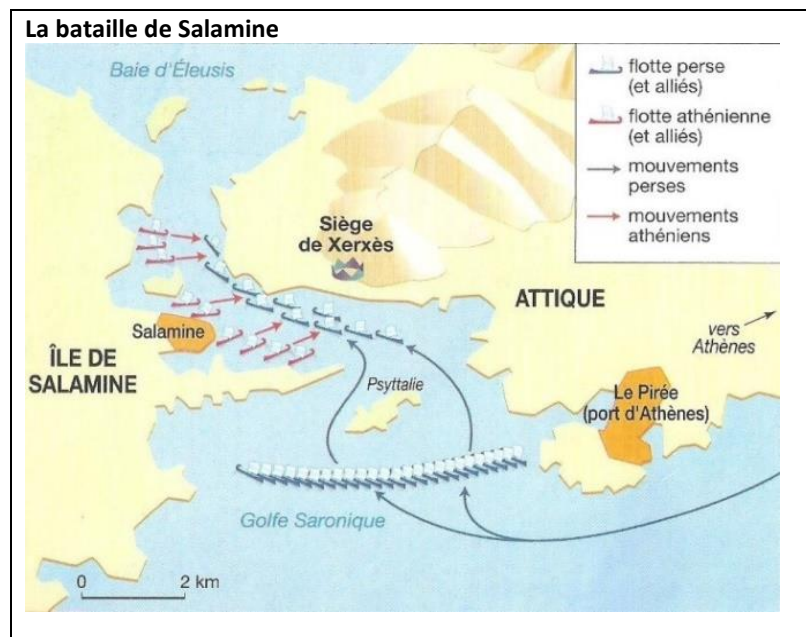 La bataille de Salamine
Baie d'Éleusis
flotte perse
(et alliés)
flotte athénienne
(et alliés)
mouvements
perses
mouvements
athéniens
Siège
de Xerxès
ATTIQUE
vers
Athènes
Salamine
ÎLE DE
SALAMINE
Psyttalie
Le Pirée
(port d'Athènes)
Golfe Saronique
0 2 km